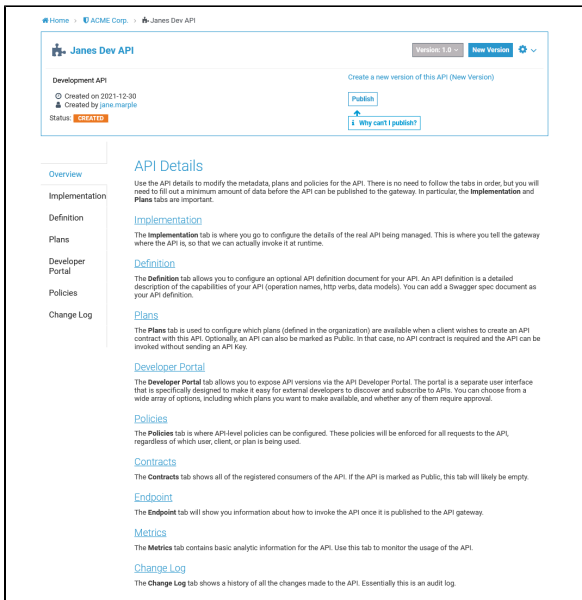 Home › ACME Corp. › Janes Dev API
Janes Dev API
Version: 1.0
New Version
Development API
Create a new version of this API (New Version)
Created on 2021-12-30
Created by jane.marple
Publish
Status: CREATED
Why can't I publish?
Overview
Implementation
Definition
Plans
Developer
Portal
Policies
Change Log
API Details
Use the API details to modify the metadata, plans and policies for the API. There is no need to follow the tabs in order, but you will
need to fill out a minimum amount of data before the API can be published to the gateway. In particular, the Implementation and
Plans tabs are important.
Implementation
The Implementation tab is where you go to configure the details of the real API being managed. This is where you tell the gateway
where the API is, so that we can actually invoke it at runtime.
Definition
The Definition tab allows you to configure an optional API definition document for your API. An API definition is a detailed
description of the capabilities of your API (operation names, http verbs, data models). You can add a Swagger spec document as
your API definition.
Plans
The Plans tab is used to configure which plans (defined in the organization) are available when a client wishes to create an API
contract with this API. Optionally, an API can also be marked as Public. In that case, no API contract is required and the API can be
invoked without sending an API Key.
Developer Portal
The Developer Portal tab allows you to expose API versions via the API Developer Portal. The portal is a separate user interface
that is specifically designed to make it easy for external developers to discover and subscribe to APIs. You can choose from a
wide array of options, including which plans you want to make available, and whether any of them require approval.
Policies
The Policies tab is where API-level policies can be configured. These policies will be enforced for all requests to the API,
regardless of which user, client, or plan is being used.
Contracts
The Contracts tab shows all of the registered consumers of the API. If the API is marked as Public, this tab will likely be empty.
Endpoint
The Endpoint tab will show you information about how to invoke the API once it is published to the API gateway.
Metrics
The Metrics tab contains basic analytic information for the API. Use this tab to monitor the usage of the API.
Change Log
The Change Log tab shows a history of all the changes made to the API. Essentially this is an audit log.